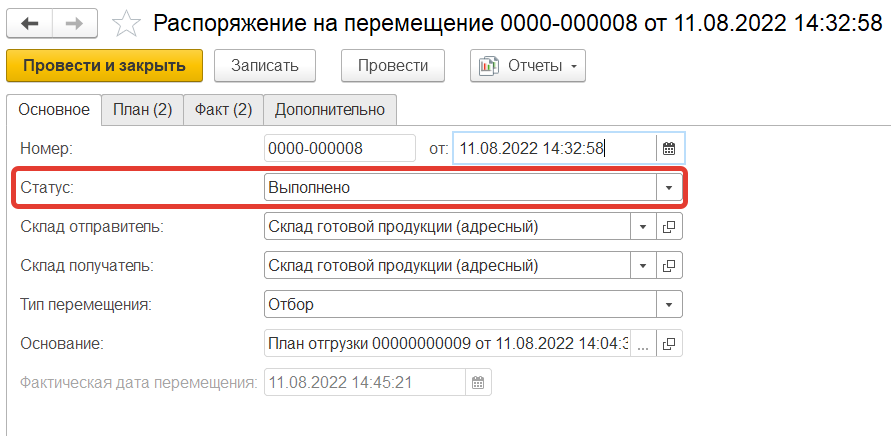 Распоряжение на перемещение 0000-000008 от 11.08.2022 14:32:58
Провести и закрыть Записать Провести Отчеты
Основное План (2) Факт (2) Дополнительно
Номер: 0000-000008 от: 11.08.2022 14:32:58
Статус: Выполнено
Склад отправитель: Склад готовой продукции (адресный)
Склад получатель: Склад готовой продукции (адресный)
Тип перемещения: Отбор
Основание: План отгрузки 00000000009 от 11.08.2022 14:04:3 ...
Фактическая дата перемещения: 11.08.2022 14:45:21